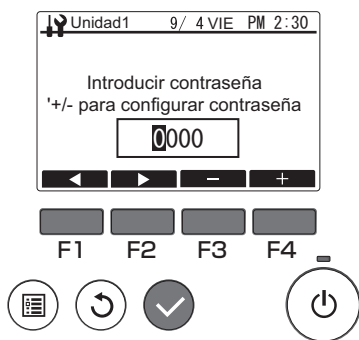 Unidad1 9/ 4 VIE PM 2:30
Introducir contraseña
'+/- para configurar contraseña
0000
− +
F1 F2 F3 F4